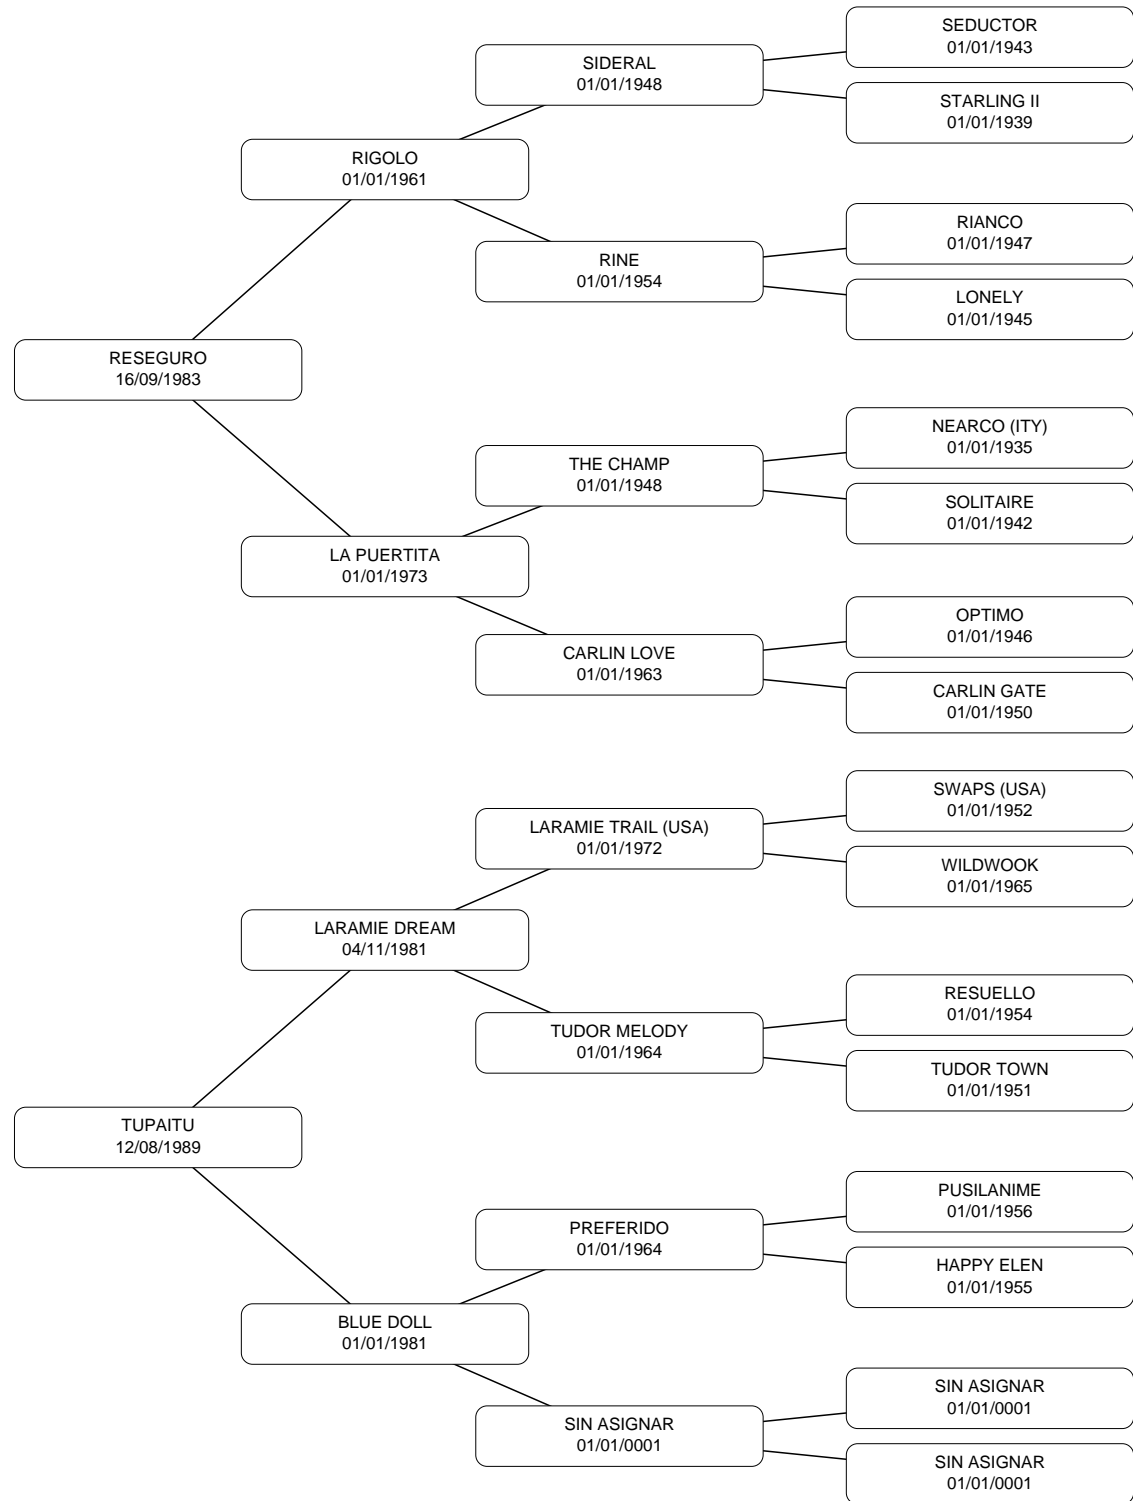 SEDUCTOR
01/01/1943
SIDERAL
01/01/1948
STARLING II
01/01/1939
RIGOLO
01/01/1961
RIANCO
01/01/1947
RINE
01/01/1954
LONELY
01/01/1945
RESEGURO
16/09/1983
NEARCO (ITY)
01/01/1935
THE CHAMP
01/01/1948
SOLITAIRE
01/01/1942
LA PUERTITA
01/01/1973
OPTIMO
01/01/1946
CARLIN LOVE
01/01/1963
CARLIN GATE
01/01/1950
SWAPS (USA)
01/01/1952
LARAMIE TRAIL (USA)
01/01/1972
WILDWOOK
01/01/1965
LARAMIE DREAM
04/11/1981
RESUELLO
01/01/1954
TUDOR MELODY
01/01/1964
TUDOR TOWN
01/01/1951
TUPAITU
12/08/1989
PUSILANIME
01/01/1956
PREFERIDO
01/01/1964
HAPPY ELEN
01/01/1955
BLUE DOLL
01/01/1981
SIN ASIGNAR
01/01/0001
SIN ASIGNAR
01/01/0001
SIN ASIGNAR
01/01/0001